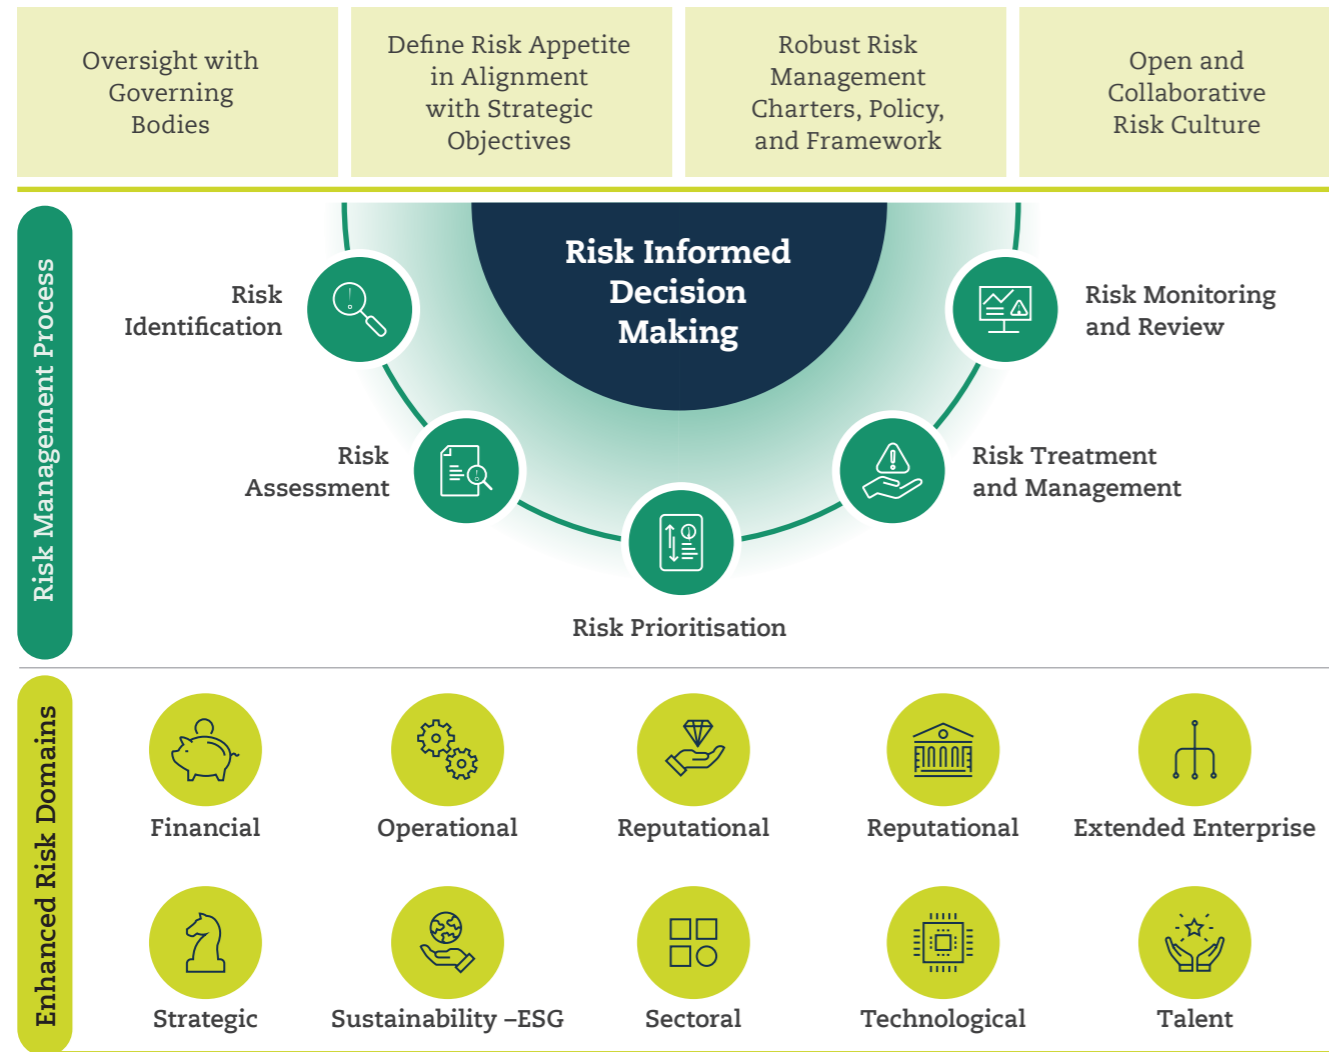 Oversight with
Governing
Bodies
Define Risk Appetite
in Alignment
with Strategic
Objectives
Robust Risk
Management
Charters, Policy,
and Framework
Open and
Collaborative
Risk Culture
Risk Management Process
Risk Informed
Decision
Making
Risk
Identification
Risk Monitoring
and Review
Risk
Assessment
Risk Treatment
and Management
Risk Prioritisation
Enhanced Risk Domains
Financial
Operational
Reputational
Reputational
Extended Enterprise
Strategic
Sustainability –ESG
Sectoral
Technological
Talent